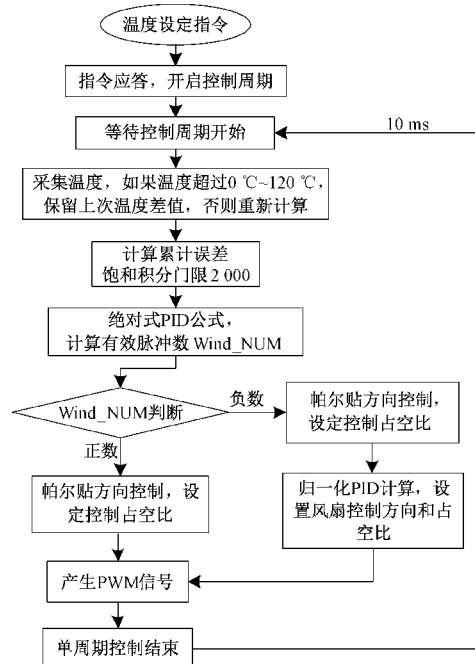 温度设定指令
指令应答，开启控制周期
等待控制周期开始
10 ms
采集温度，如果温度超过0 ℃~120 ℃，
保留上次温度差值，否则重新计算
计算累计误差
饱和积分门限2 000
绝对式PID公式，
计算有效脉冲数 Wind_NUM
Wind_NUM判断
负数
正数
帕尔贴方向控制，
设定控制占空比
帕尔贴方向控制，设
定控制占空比
归一化PID计算，设
置风扇控制方向和占
空比
产生PWM信号
单周期控制结束